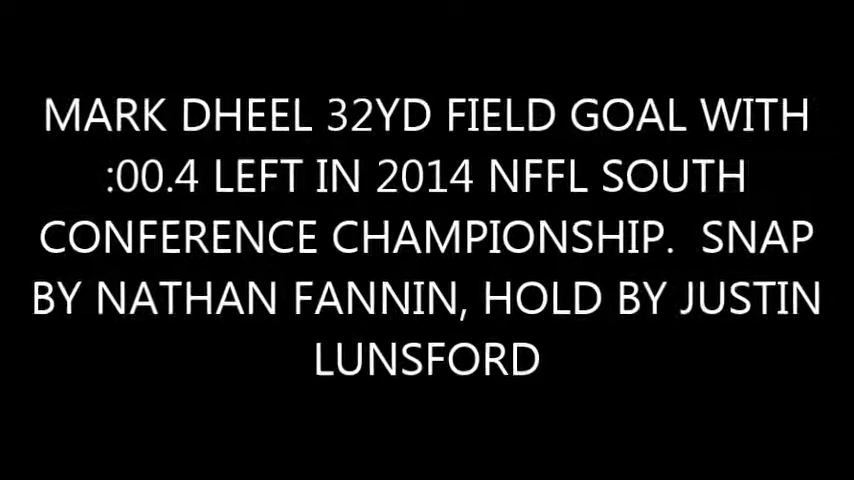 MARK DHEEL 32YD FIELD GOAL WITH
:00.4 LEFT IN 2014 NFFL SOUTH
CONFERENCE CHAMPIONSHIP.  SNAP
BY NATHAN FANNIN, HOLD BY JUSTIN
LUNSFORD